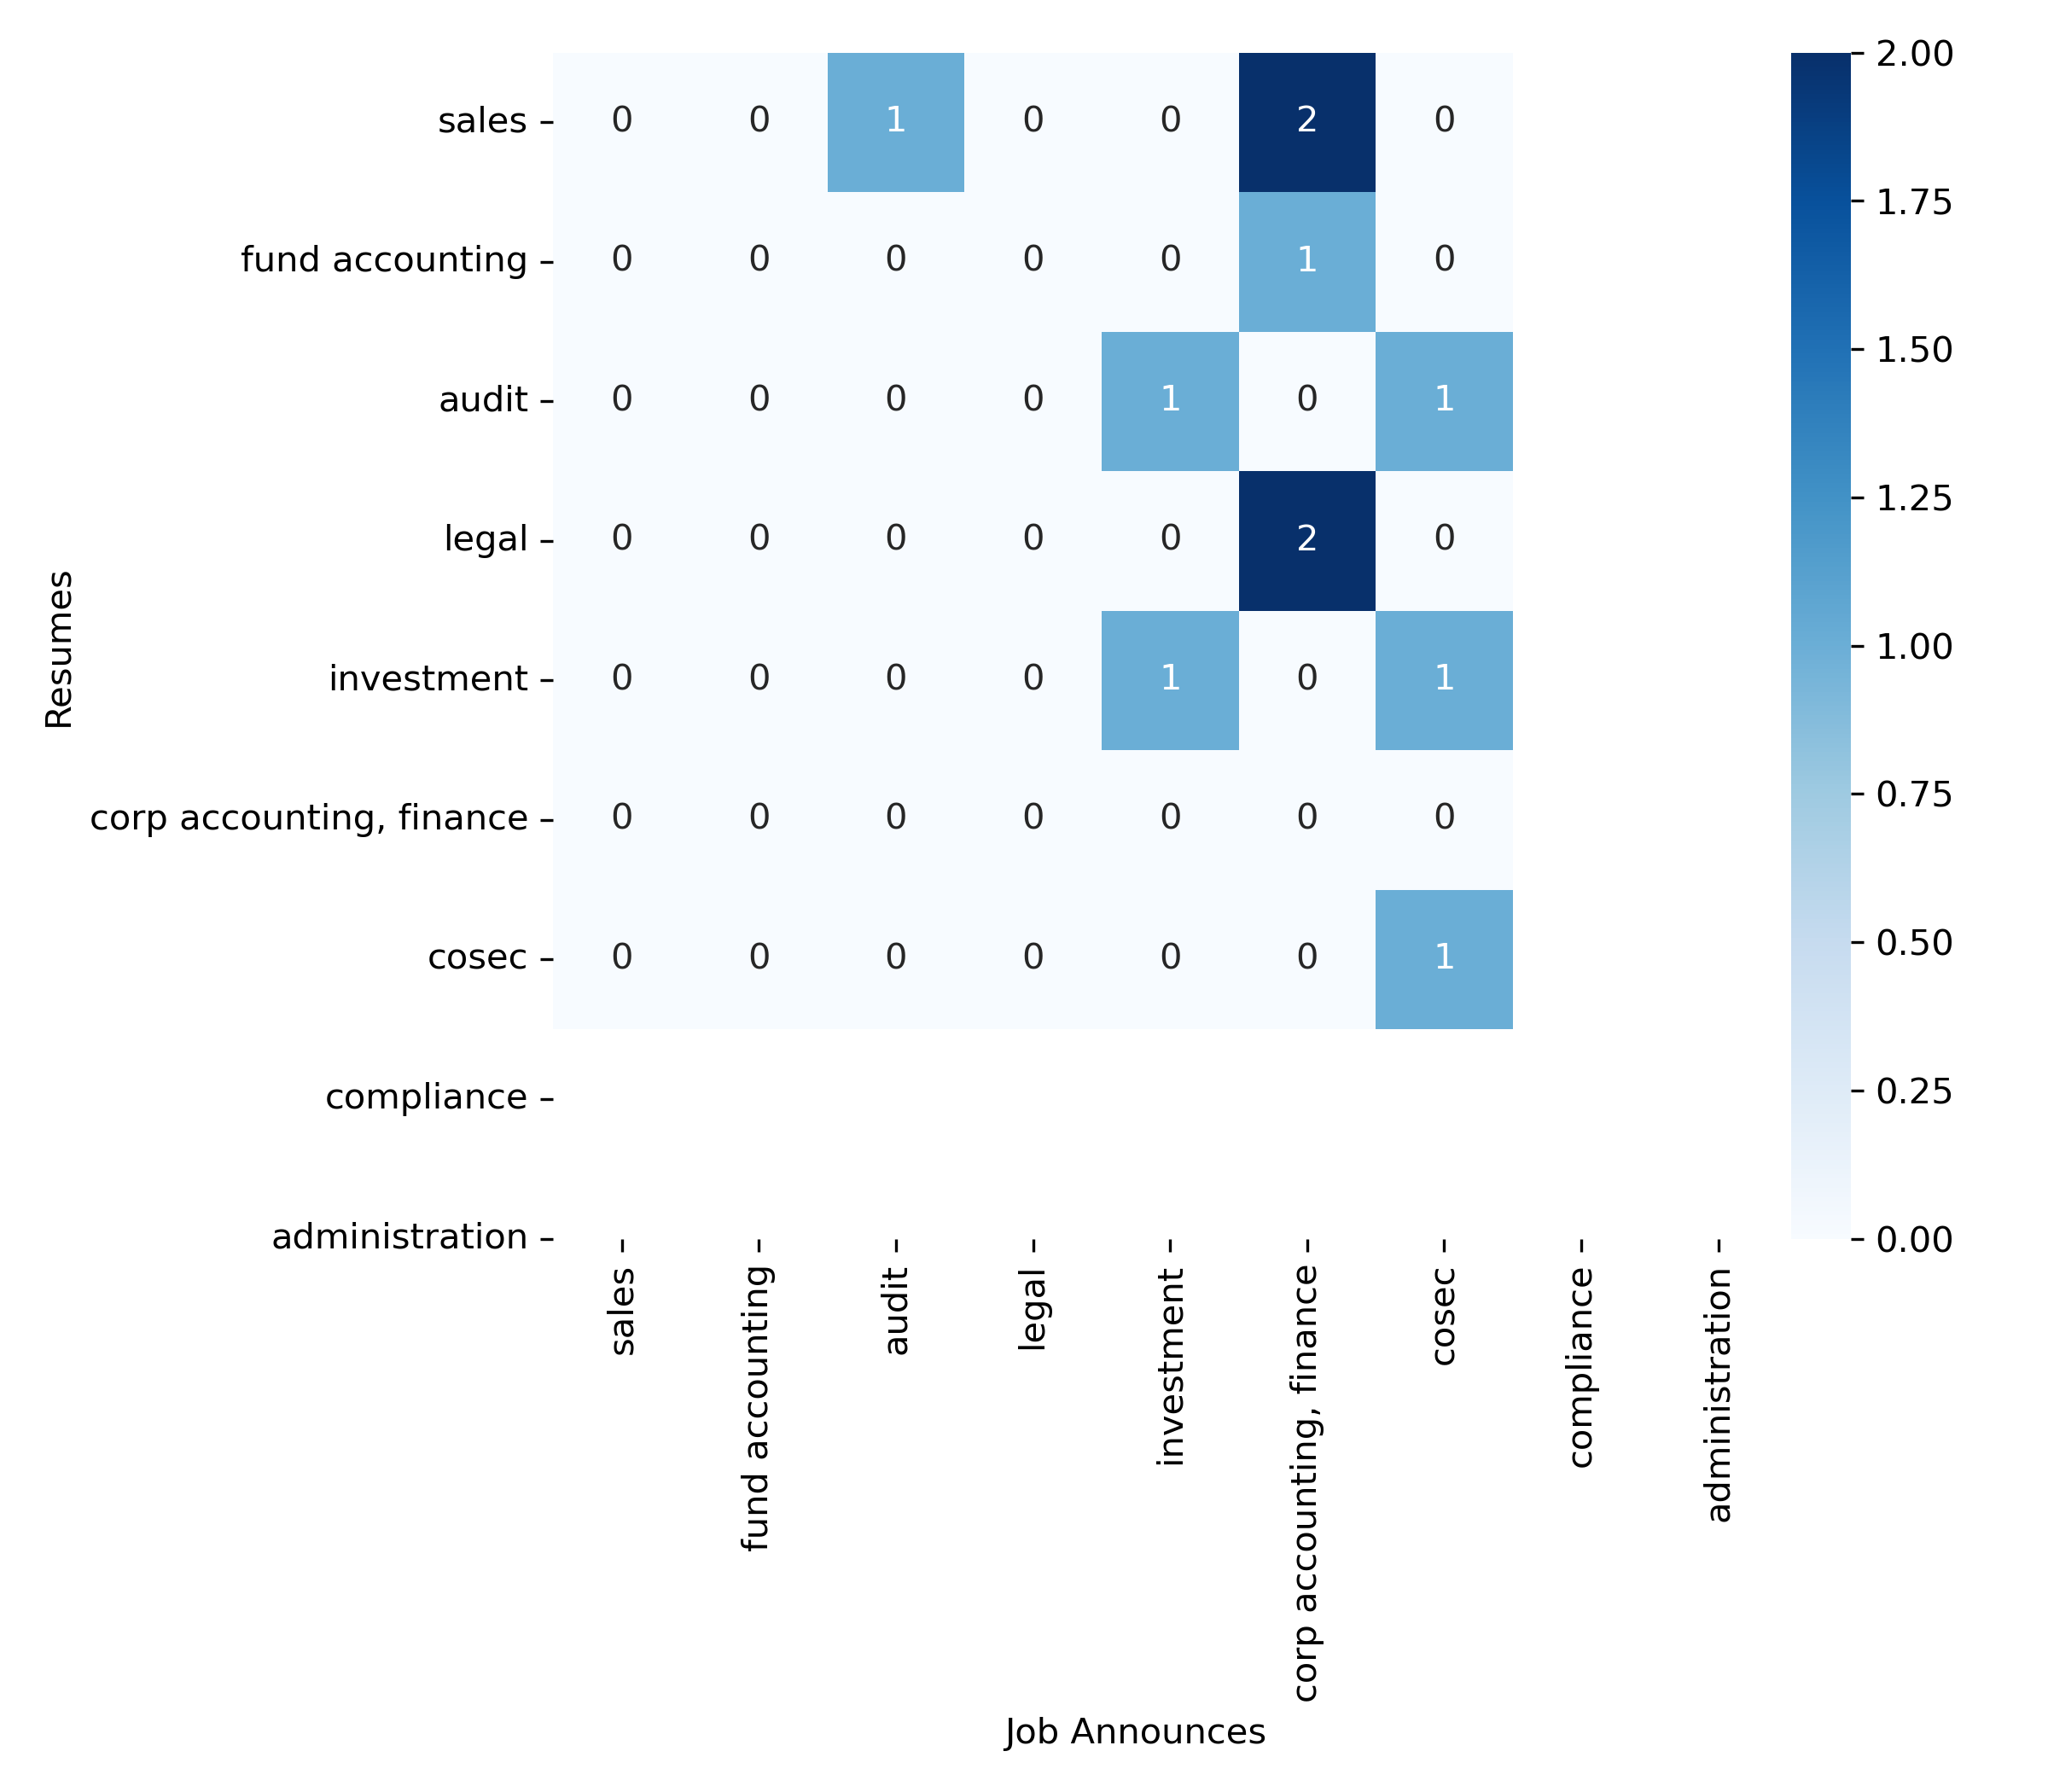 sales 0 0 1 0 0 2 0
fund accounting 0 0 0 0 0 1 0
audit 0 0 0 0 1 0 1
legal 0 0 0 0 0 2 0
investment 0 0 0 0 1 0 1
corp accounting, finance 0 0 0 0 0 0 0
cosec 0 0 0 0 0 0 1
compliance
administration
Resumes
sales
fund accounting
audit
legal
investment
corp accounting, finance
cosec
compliance
administration
Job Announces
2.00
1.75
1.50
1.25
1.00
0.75
0.50
0.25
0.00